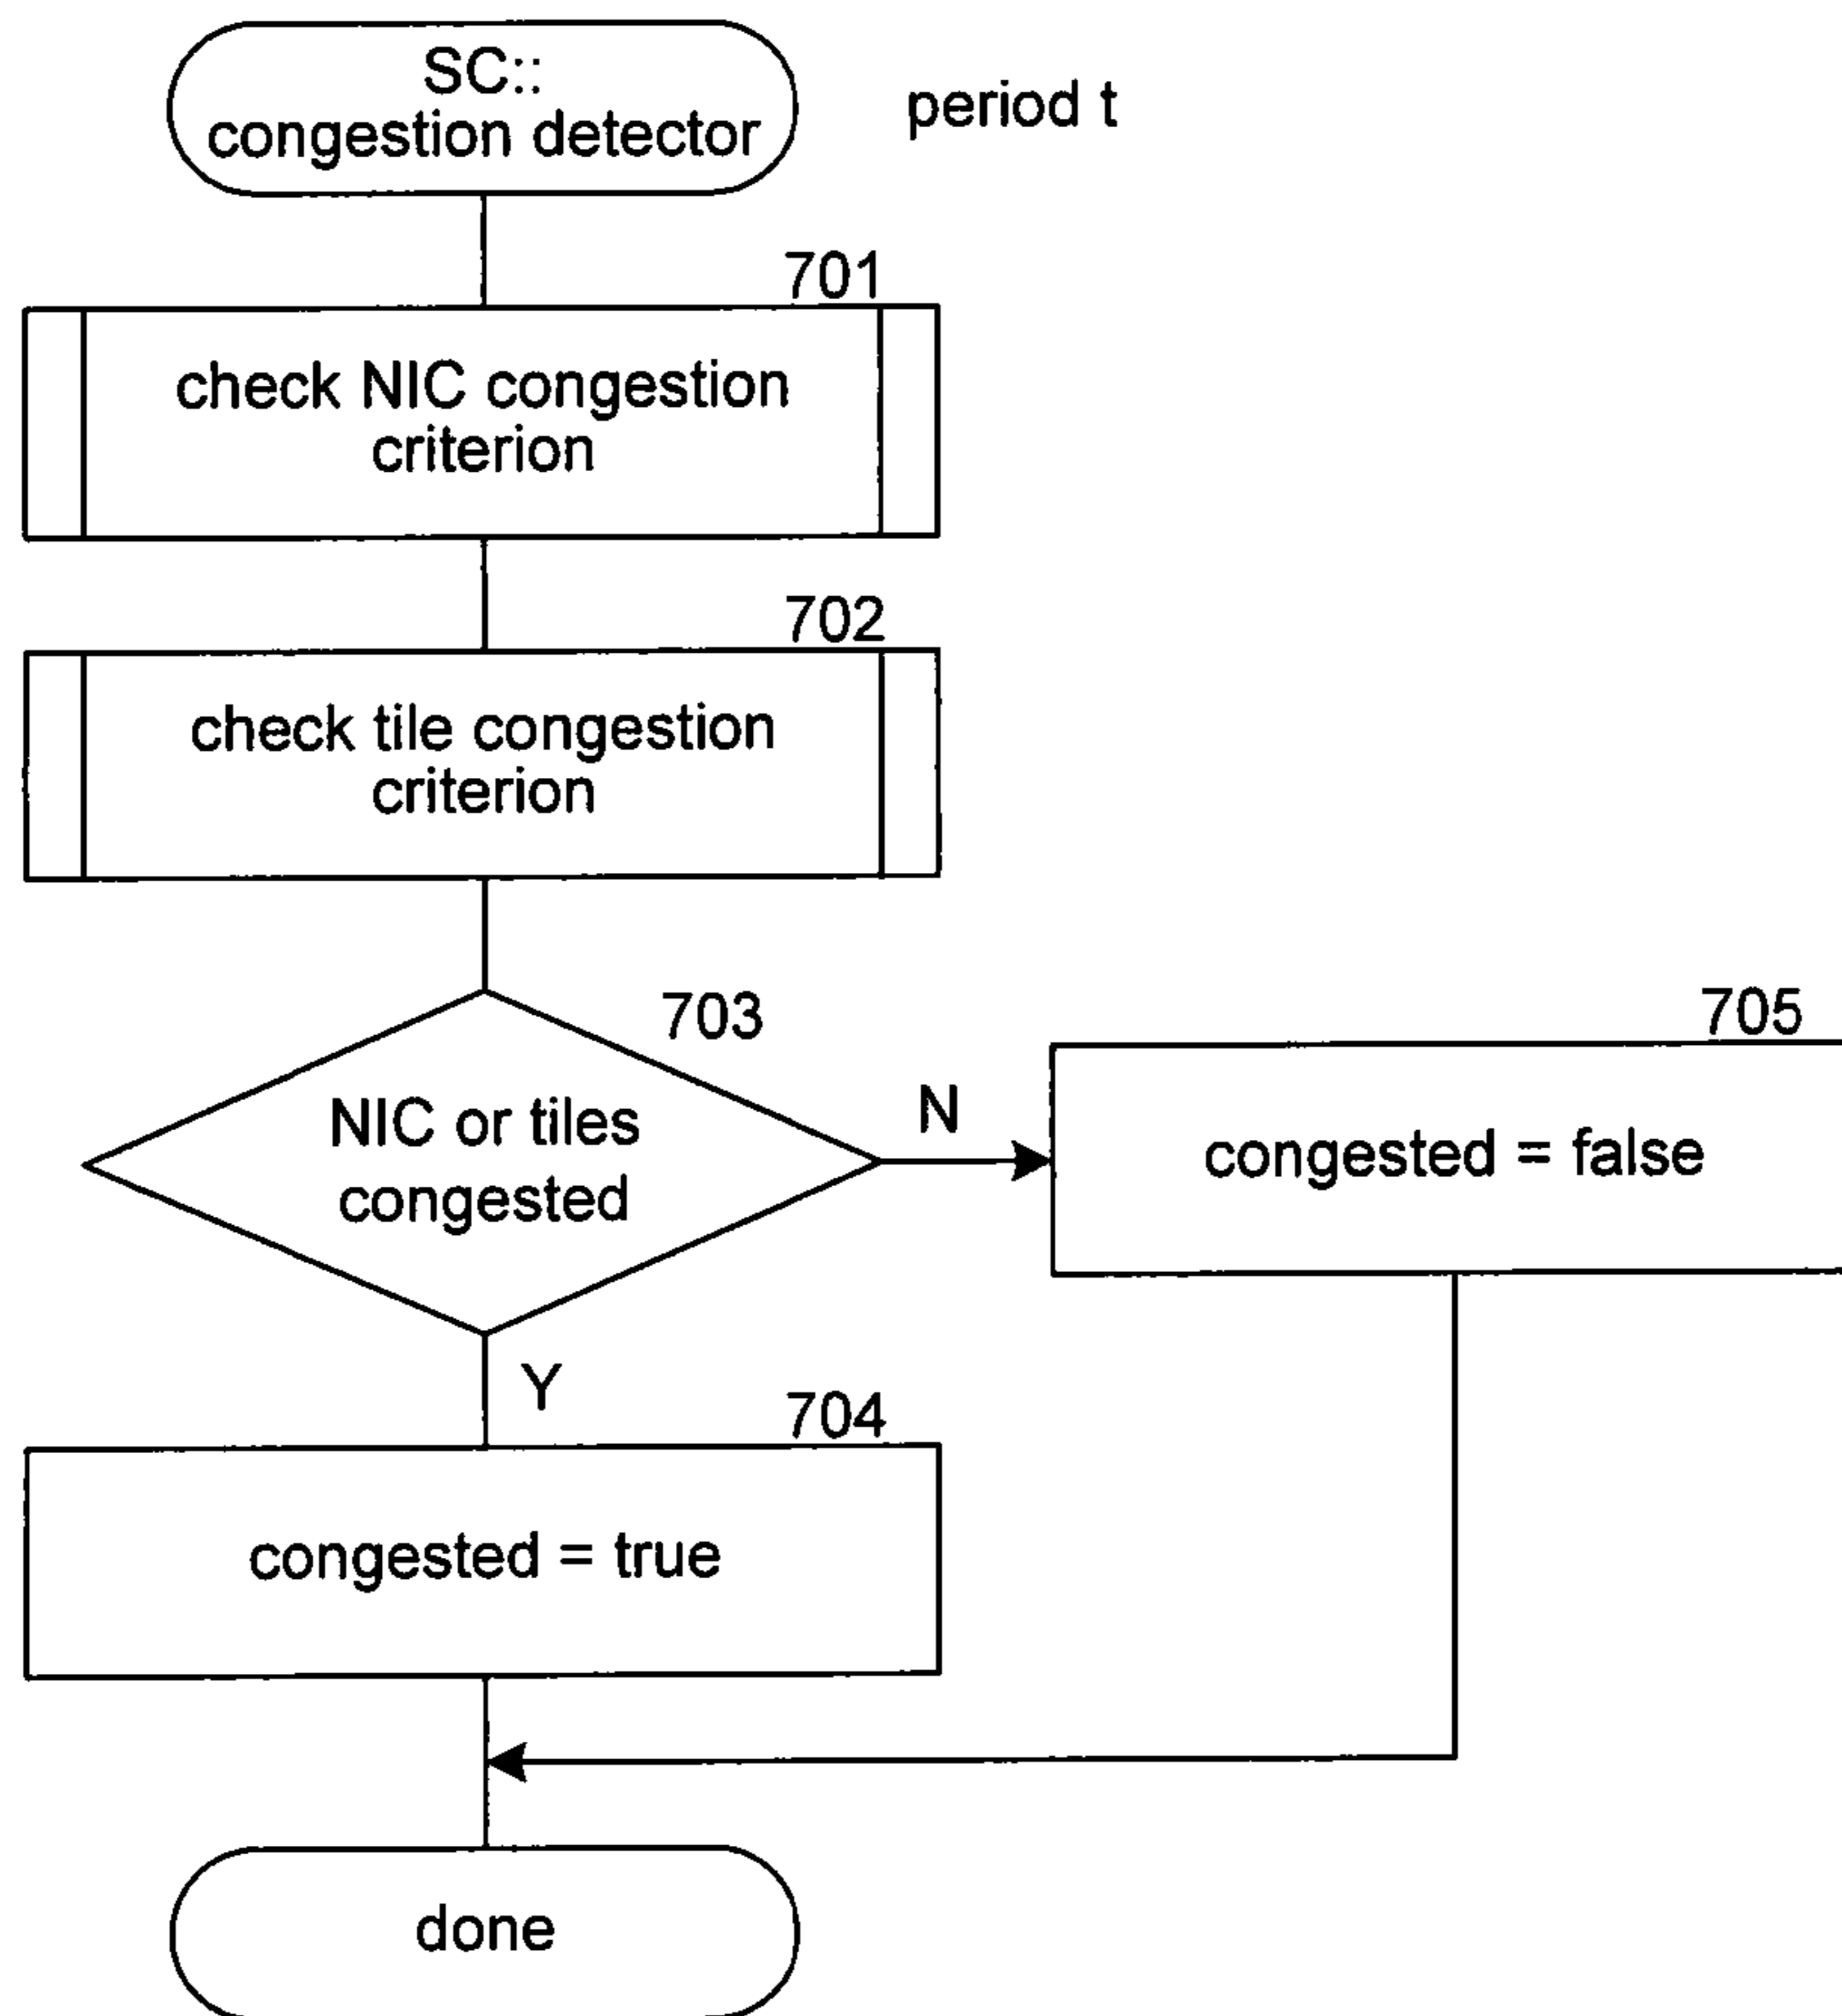 SC::
congestion detector
period t
701
check NIC congestion
criterion
702
check tile congestion
criterion
703
NIC or tiles
congested
N
705
congested = false
Y
704
congested = true
done